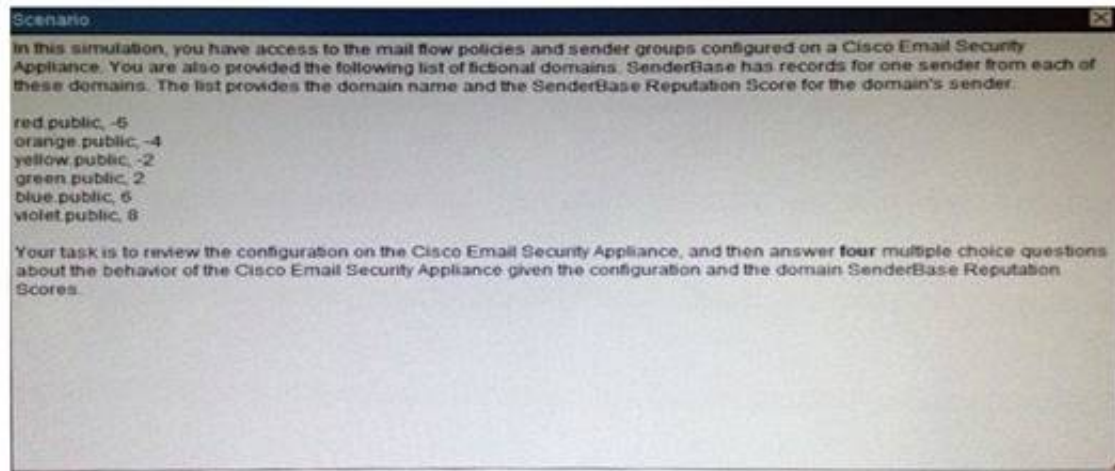 Scenario
In this simulation, you have access to the mail flow policies and sender groups configured on a Cisco Email Security
Appliance. You are also provided the following list of fictional domains. SenderBase has records for one sender from each of
these domains. The list provides the domain name and the SenderBase Reputation Score for the domain's sender.
red.public, -6
orange.public, -4
yellow.public, -2
green.public, 2
blue.public, 6
violet.public, 8
Your task is to review the configuration on the Cisco Email Security Appliance, and then answer four multiple choice questions
about the behavior of the Cisco Email Security Appliance given the configuration and the domain SenderBase Reputation
Scores.